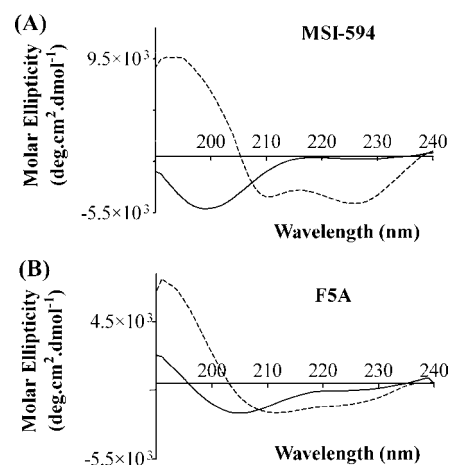 (A)
MSI-594
9.5×10³
Molar Ellipticity
(deg.cm².dmol⁻¹)
200 210 220 230 240
-5.5×10³
Wavelength (nm)
(B)
F5A
4.5×10³
Molar Ellipticity
(deg.cm².dmol⁻¹)
200 210 220 230 240
-5.5×10³
Wavelength (nm)